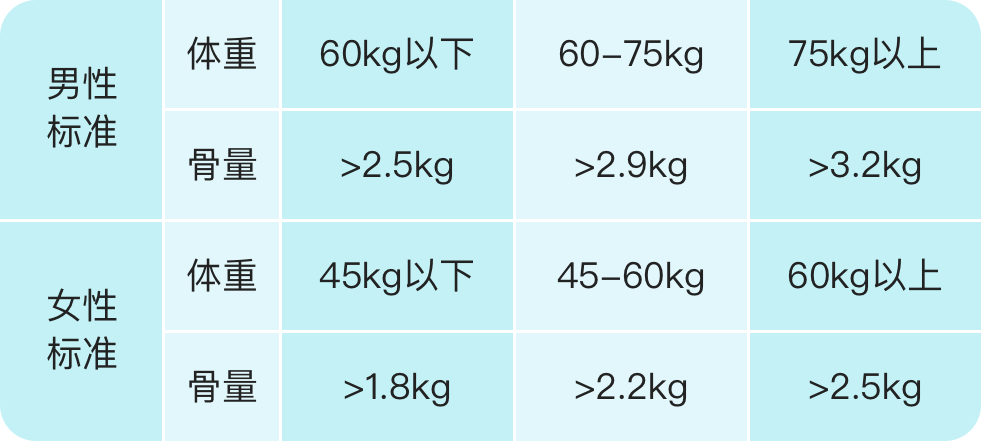 男性
标准
体重 60kg以下 60–75kg 75kg以上
骨量 >2.5kg >2.9kg >3.2kg
女性
标准
体重 45kg以下 45–60kg 60kg以上
骨量 >1.8kg >2.2kg >2.5kg